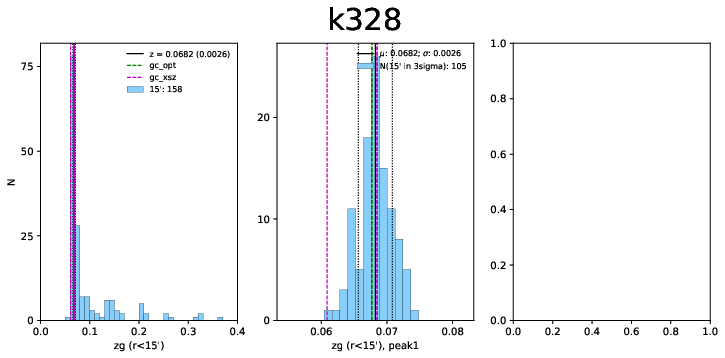 k328
z = 0.0682 (0.0026)
gc_opt
gc_xsz
15': 158
N
75
50
25
0
0.0 0.1 0.2 0.3 0.4
zg (r<15')
μ: 0.0682; σ: 0.0026
N(15' in 3sigma): 105
20
10
0
0.06 0.07 0.08
zg (r<15'), peak1
1.0
0.8
0.6
0.4
0.2
0.0
0.0 0.2 0.4 0.6 0.8 1.0